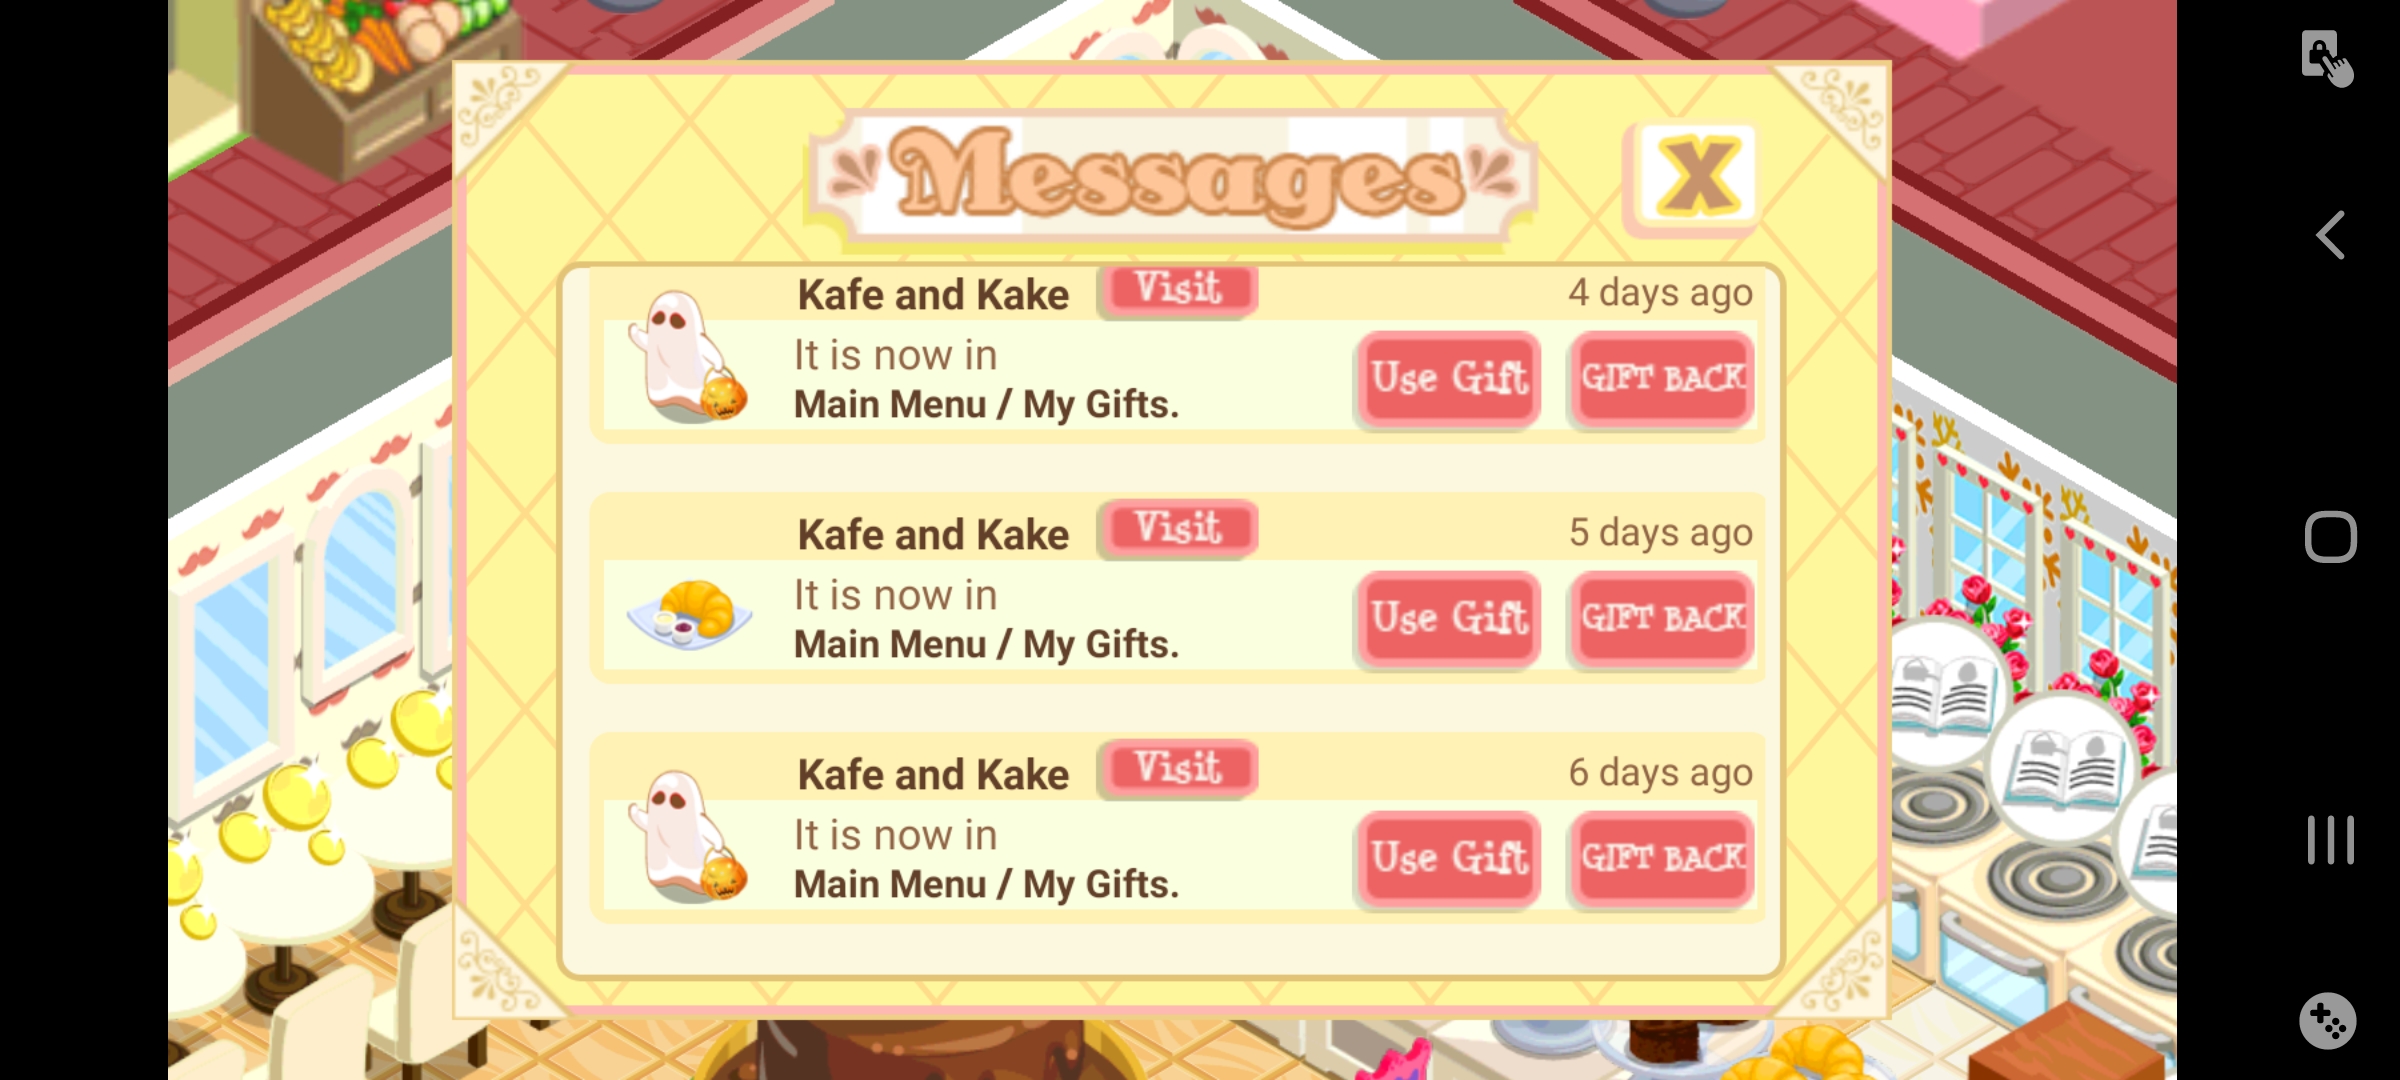 Messages
X
Kafe and Kake Visit 4 days ago
It is now in
Main Menu / My Gifts.
Use Gift GIFT BACK
Kafe and Kake Visit 5 days ago
It is now in
Main Menu / My Gifts.
Use Gift GIFT BACK
Kafe and Kake Visit 6 days ago
It is now in
Main Menu / My Gifts.
Use Gift GIFT BACK